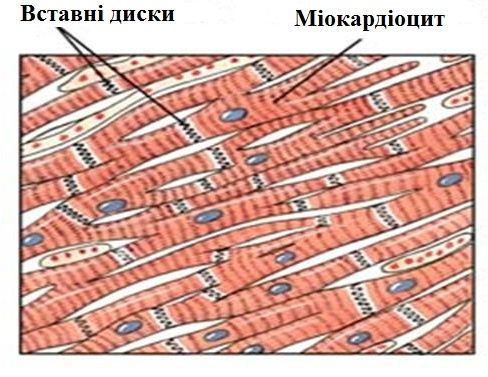 Вставні диски
Міокардіоцит